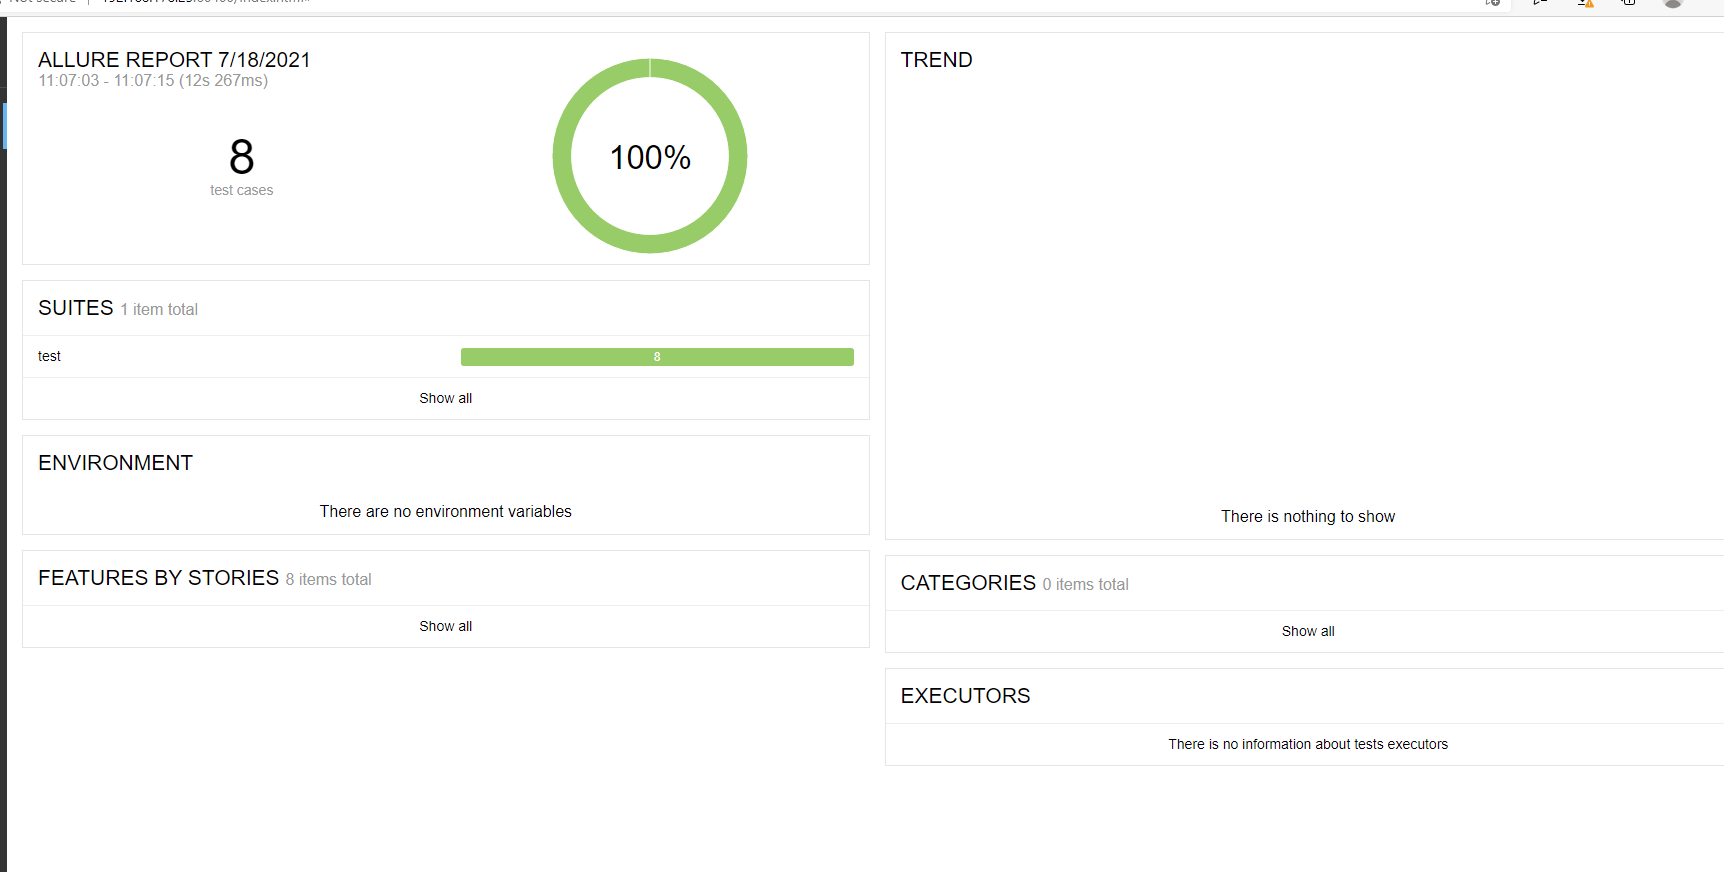 ALLURE REPORT 7/18/2021
11:07:03 - 11:07:15 (12s 267ms)
8
test cases
100%
SUITES 1 item total
test 8
Show all
ENVIRONMENT
There are no environment variables
FEATURES BY STORIES 8 items total
Show all
TREND
There is nothing to show
CATEGORIES 0 items total
Show all
EXECUTORS
There is no information about tests executors